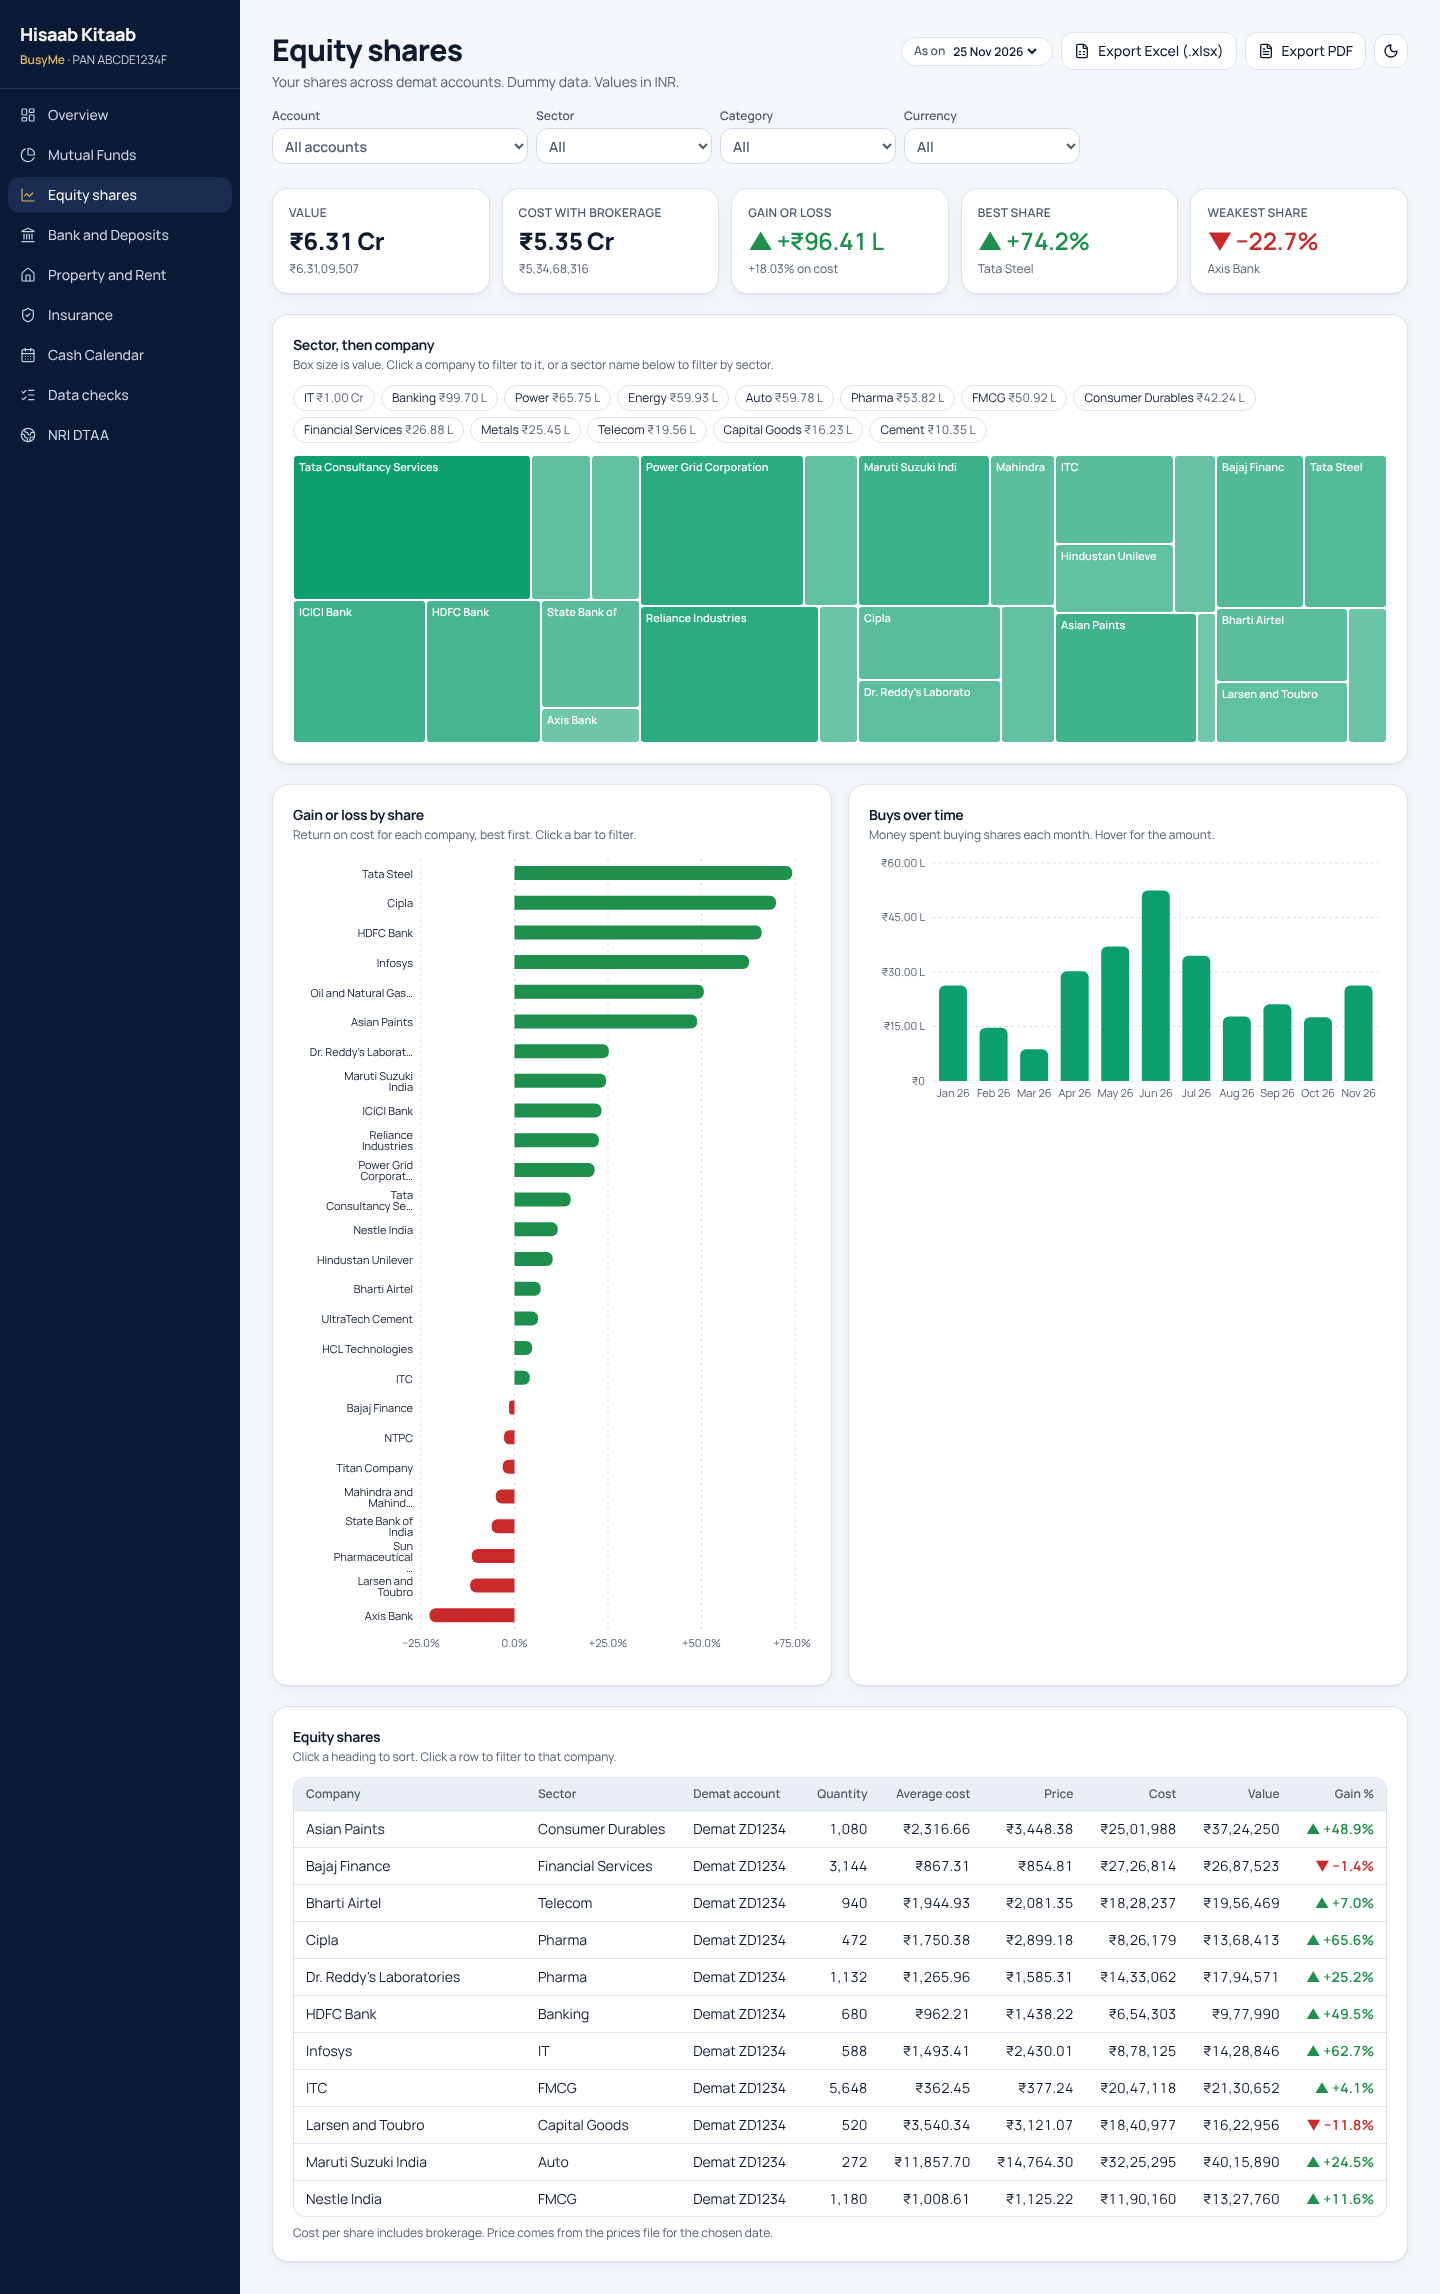 Hisaab Kitaab
BusyMe · PAN ABCDE1234F
Overview
Mutual Funds
Equity shares
Bank and Deposits
Property and Rent
Insurance
Cash Calendar
Data checks
NRI DTAA
Equity shares
As on 25 Nov 2026
Export Excel (.xlsx)
Export PDF
Your shares across demat accounts. Dummy data. Values in INR.
Account Sector Category Currency
All accounts All All All
VALUE
₹6.31 Cr
₹6,31,09,507
COST WITH BROKERAGE
₹5.35 Cr
₹5,34,68,316
GAIN OR LOSS
▲ +₹96.41 L
+18.03% on cost
BEST SHARE
▲ +74.2%
Tata Steel
WEAKEST SHARE
▼ −22.7%
Axis Bank
Sector, then company
Box size is value. Click a company to filter to it, or a sector name below to filter by sector.
IT ₹1.00 Cr Banking ₹99.70 L Power ₹65.75 L Energy ₹59.93 L Auto ₹59.78 L Pharma ₹53.82 L FMCG ₹50.92 L Consumer Durables ₹42.24 L
Financial Services ₹26.88 L Metals ₹25.45 L Telecom ₹19.56 L Capital Goods ₹16.23 L Cement ₹10.35 L
Tata Consultancy Services
Power Grid Corporation
Maruti Suzuki Indi
Mahindra
ITC
Bajaj Financ
Tata Steel
Hindustan Unileve
ICICI Bank
HDFC Bank
State Bank of
Reliance Industries
Cipla
Asian Paints
Bharti Airtel
Dr. Reddy's Laborato
Larsen and Toubro
Axis Bank
Gain or loss by share
Return on cost for each company, best first. Click a bar to filter.
Tata Steel
Cipla
HDFC Bank
Infosys
Oil and Natural Gas…
Asian Paints
Dr. Reddy's Laborat…
Maruti Suzuki
India
ICICI Bank
Reliance
Industries
Power Grid
Corporat…
Tata
Consultancy Se…
Nestle India
Hindustan Unilever
Bharti Airtel
UltraTech Cement
HCL Technologies
ITC
Bajaj Finance
NTPC
Titan Company
Mahindra and
Mahind…
State Bank of
India
Sun
Pharmaceutical
…
Larsen and
Toubro
Axis Bank
−25.0% 0.0% +25.0% +50.0% +75.0%
Buys over time
Money spent buying shares each month. Hover for the amount.
₹60.00 L
₹45.00 L
₹30.00 L
₹15.00 L
₹0
Jan 26 Feb 26 Mar 26 Apr 26 May 26 Jun 26 Jul 26 Aug 26 Sep 26 Oct 26 Nov 26
Equity shares
Click a heading to sort. Click a row to filter to that company.
Company Sector Demat account Quantity Average cost Price Cost Value Gain %
Asian Paints Consumer Durables Demat ZD1234 1,080 ₹2,316.66 ₹3,448.38 ₹25,01,988 ₹37,24,250 ▲ +48.9%
Bajaj Finance Financial Services Demat ZD1234 3,144 ₹867.31 ₹854.81 ₹27,26,814 ₹26,87,523 ▼ −1.4%
Bharti Airtel Telecom Demat ZD1234 940 ₹1,944.93 ₹2,081.35 ₹18,28,237 ₹19,56,469 ▲ +7.0%
Cipla Pharma Demat ZD1234 472 ₹1,750.38 ₹2,899.18 ₹8,26,179 ₹13,68,413 ▲ +65.6%
Dr. Reddy's Laboratories Pharma Demat ZD1234 1,132 ₹1,265.96 ₹1,585.31 ₹14,33,062 ₹17,94,571 ▲ +25.2%
HDFC Bank Banking Demat ZD1234 680 ₹962.21 ₹1,438.22 ₹6,54,303 ₹9,77,990 ▲ +49.5%
Infosys IT Demat ZD1234 588 ₹1,493.41 ₹2,430.01 ₹8,78,125 ₹14,28,846 ▲ +62.7%
ITC FMCG Demat ZD1234 5,648 ₹362.45 ₹377.24 ₹20,47,118 ₹21,30,652 ▲ +4.1%
Larsen and Toubro Capital Goods Demat ZD1234 520 ₹3,540.34 ₹3,121.07 ₹18,40,977 ₹16,22,956 ▼ −11.8%
Maruti Suzuki India Auto Demat ZD1234 272 ₹11,857.70 ₹14,764.30 ₹32,25,295 ₹40,15,890 ▲ +24.5%
Nestle India FMCG Demat ZD1234 1,180 ₹1,008.61 ₹1,125.22 ₹11,90,160 ₹13,27,760 ▲ +11.6%
Cost per share includes brokerage. Price comes from the prices file for the chosen date.